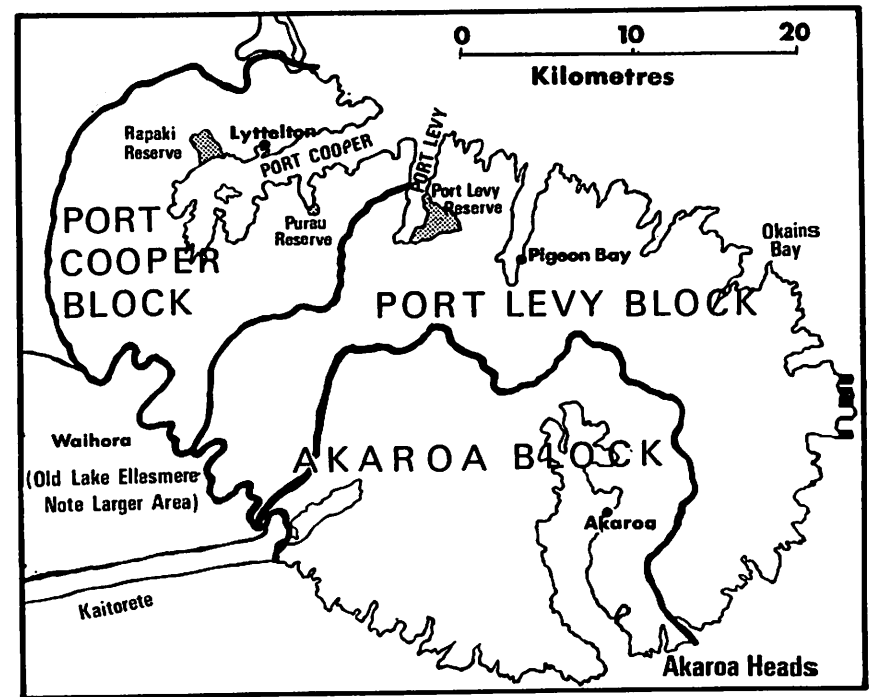 0 10 20
Kilometres
Rapaki
Reserve
Lyttelton
PORT COOPER
PORT LEVY
Port Levy
Reserve
Purau
Reserve
Okains
Bay
Pigeon Bay
PORT
COOPER
BLOCK
PORT LEVY BLOCK
Waihora
(Old Lake Ellesmere
Note Larger Area)
AKAROA BLOCK
Akaroa
Kaitorete
Akaroa Heads